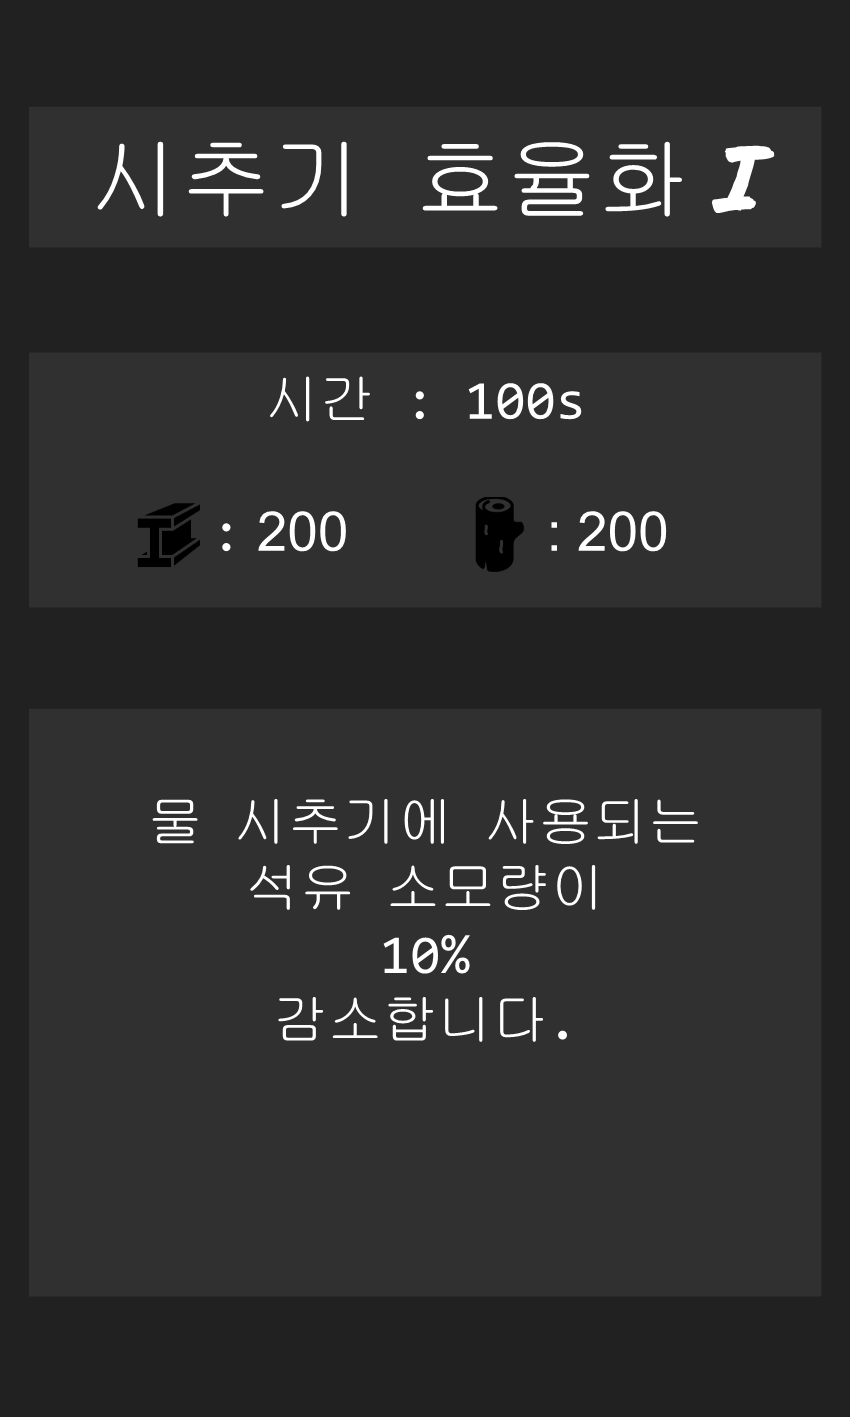 시추기 효율화 I
시간 : 100s
: 200 : 200
물 시추기에 사용되는
석유 소모량이
10%
감소합니다.